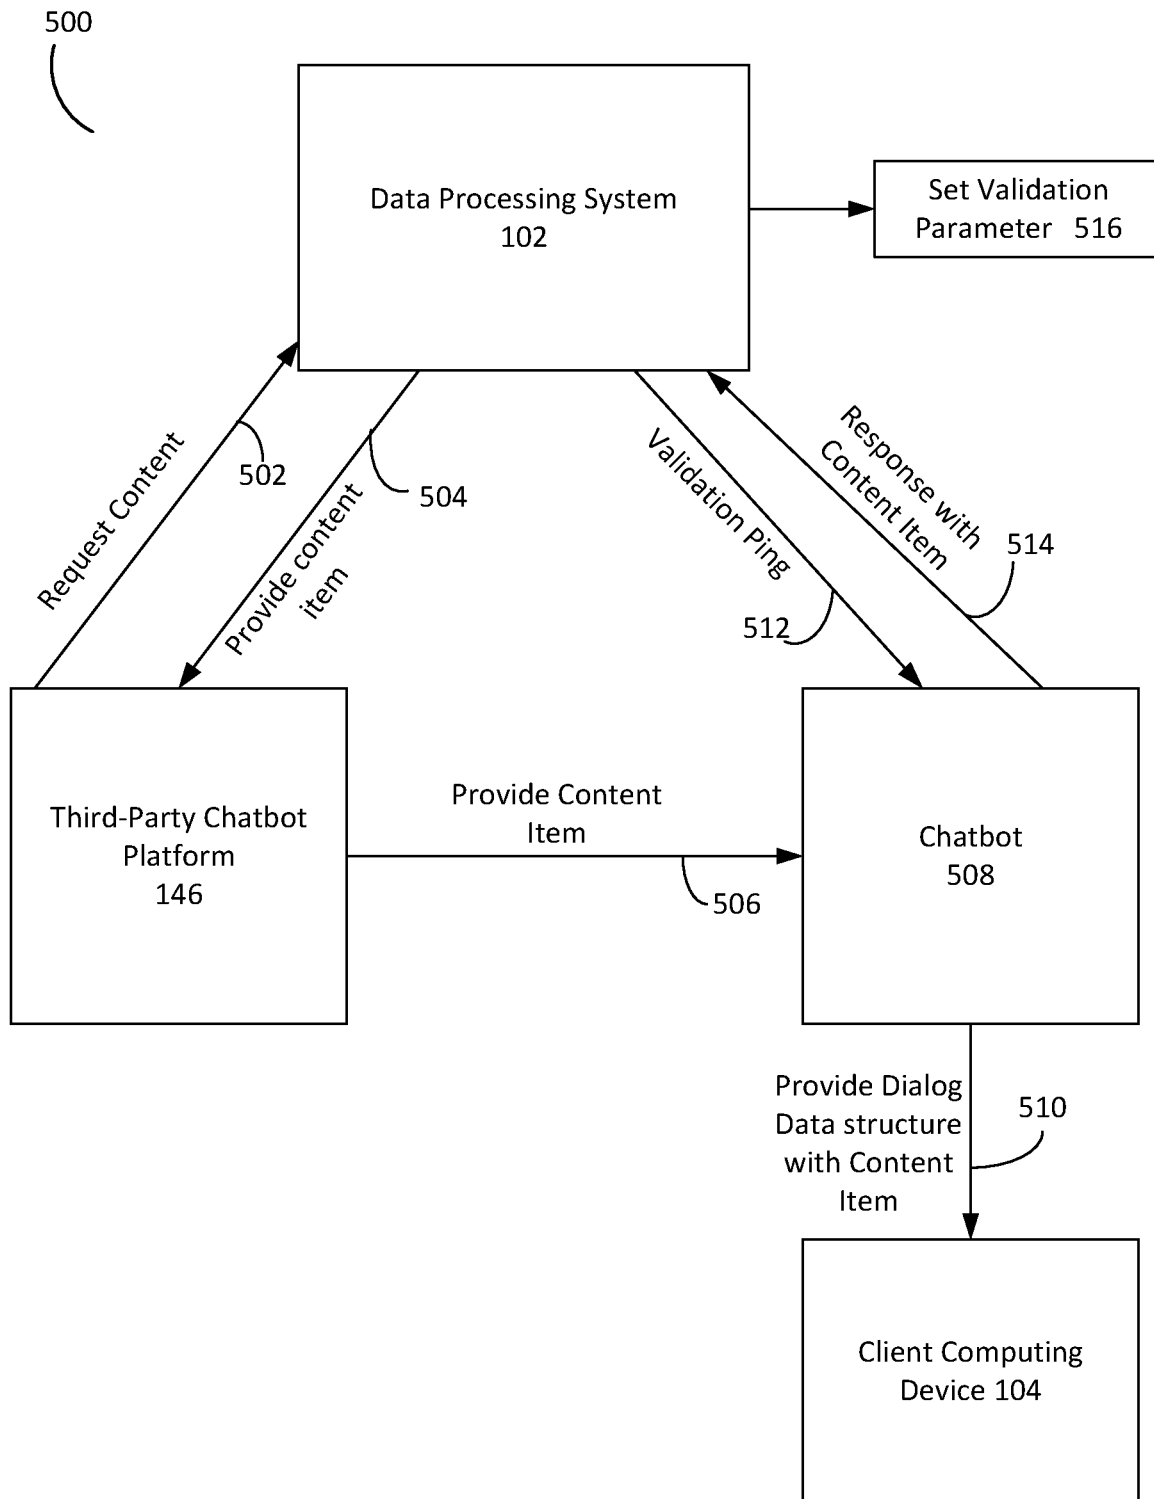 500
Data Processing System
102
Set Validation
Parameter 516
Request Content
502
Provide content
item
504
Validation Ping
512
Response with
Content Item
514
Third-Party Chatbot
Platform
146
Provide Content
Item
506
Chatbot
508
Provide Dialog
Data structure
with Content
Item
510
Client Computing
Device 104